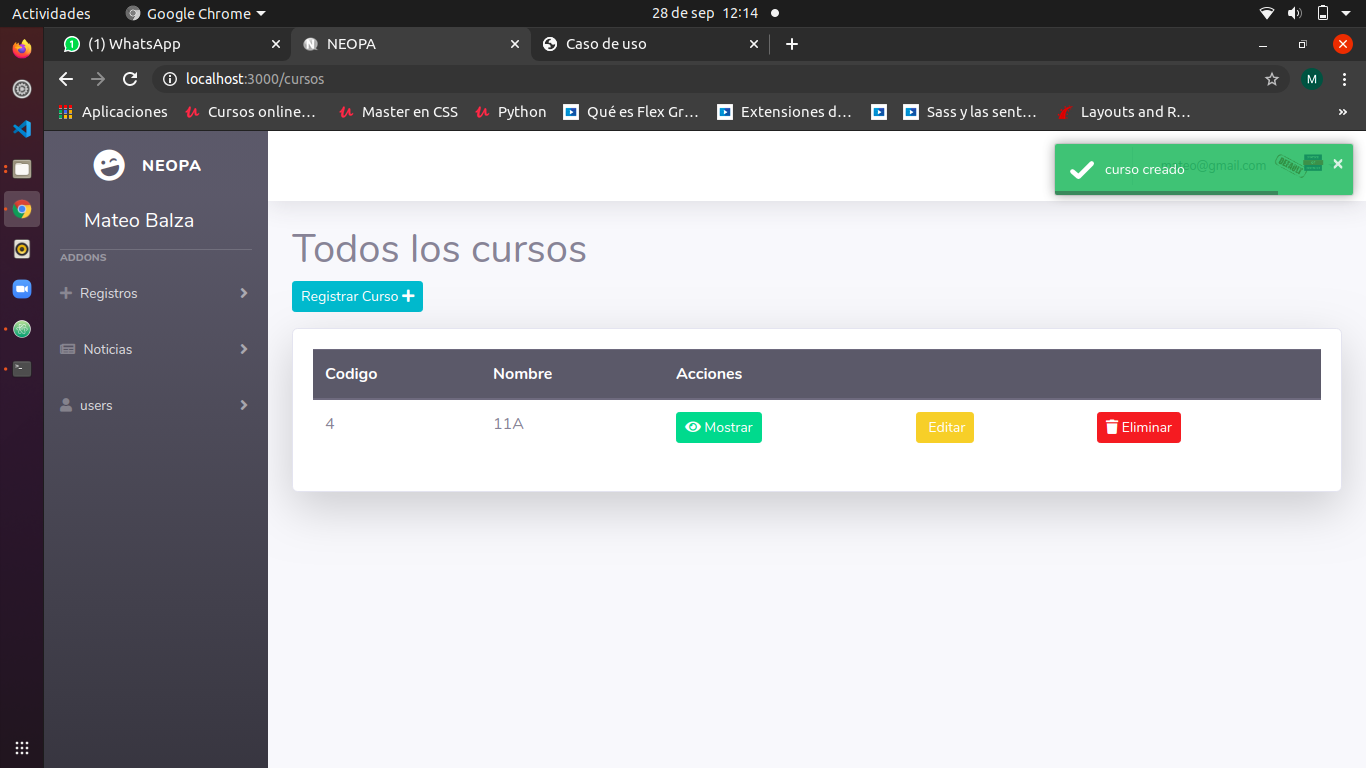 Actividades Google Chrome 28 de sep 12:14
(1) WhatsApp NEOPA Caso de uso
localhost:3000/cursos M
Aplicaciones Cursos online… Master en CSS Python Qué es Flex Gr… Extensiones d… Sass y las sent… Layouts and R… »
NEOPA
mateo@gmail.com
curso creado
Mateo Balza
ADDONS
Registros
Noticias
users
Todos los cursos
Registrar Curso
Codigo Nombre Acciones
4 11A Mostrar Editar Eliminar